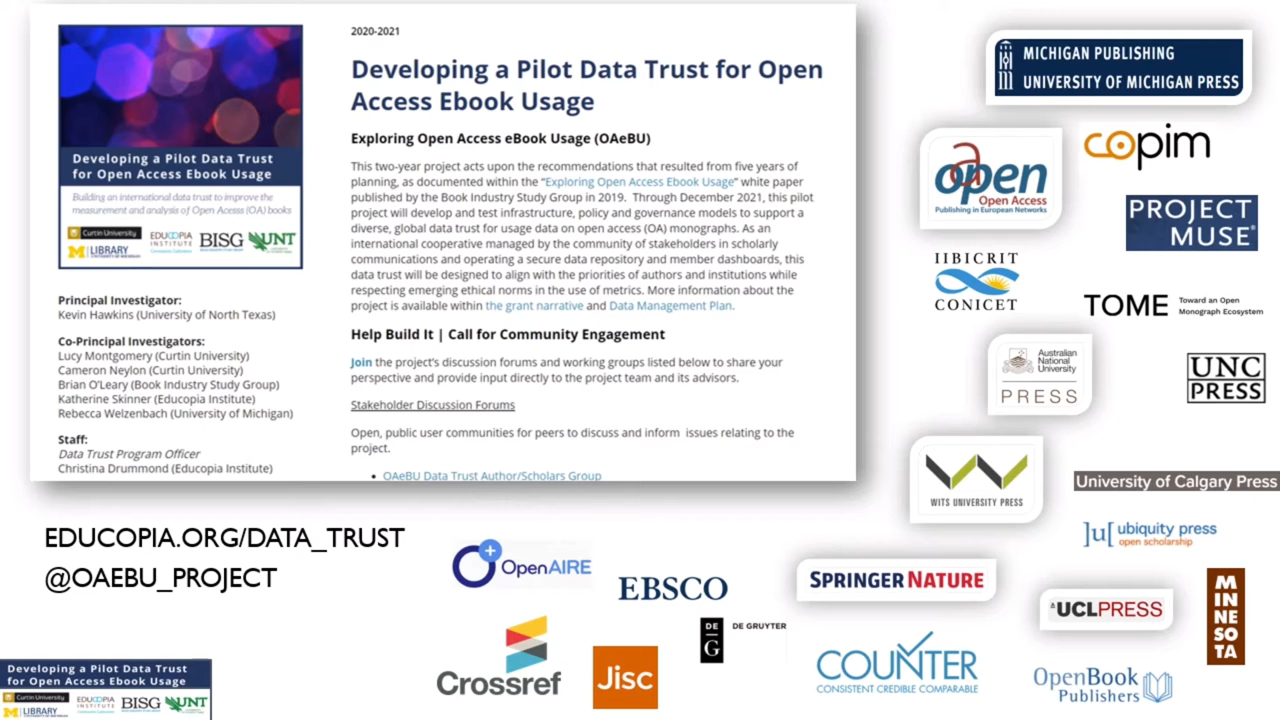 Developing a Pilot Data Trust
for Open Access Ebook Usage
Building an international data trust to improve the
measurement and analysis of Open Access (OA) books
Curtin University
EDUCOPIA
INSTITUTE
BISG
UNT
M LIBRARY
Principal Investigator:
Kevin Hawkins (University of North Texas)
Co-Principal Investigators:
Lucy Montgomery (Curtin University)
Cameron Neylon (Curtin University)
Brian O'Leary (Book Industry Study Group)
Katherine Skinner (Educopia Institute)
Rebecca Welzenbach (University of Michigan)
Staff:
Data Trust Program Officer
Christina Drummond (Educopia Institute)
2020-2021
Developing a Pilot Data Trust for Open
Access Ebook Usage
Exploring Open Access eBook Usage (OAeBU)
This two-year project acts upon the recommendations that resulted from five years of
planning, as documented within the “Exploring Open Access Ebook Usage” white paper
published by the Book Industry Study Group in 2019. Through December 2021, this pilot
project will develop and test infrastructure, policy and governance models to support a
diverse, global data trust for usage data on open access (OA) monographs. As an
international cooperative managed by the community of stakeholders in scholarly
communications and operating a secure data repository and member dashboards, this
data trust will be designed to align with the priorities of authors and institutions while
respecting emerging ethical norms in the use of metrics. More information about the
project is available within the grant narrative and Data Management Plan.
Help Build It | Call for Community Engagement
Join the project's discussion forums and working groups listed below to share your
perspective and provide input directly to the project team and its advisors.
Stakeholder Discussion Forums
Open, public user communities for peers to discuss and inform issues relating to the
project.
• OAeBU Data Trust Author/Scholars Group
MICHIGAN PUBLISHING
UNIVERSITY OF MICHIGAN PRESS
open
Open Access
Publishing in European Networks
copim
PROJECT
MUSE®
IIBICRIT
CONICET
TOME
Toward an Open
Monograph Ecosystem
Australian
National
University
PRESS
UNC
PRESS
WITS UNIVERSITY PRESS
University of Calgary Press
]u[ ubiquity press
open scholarship
EDUCOPIA.ORG/DATA_TRUST
@OAEBU_PROJECT
OpenAIRE
EBSCO
SPRINGER NATURE
UCLPRESS
MINNESOTA
Crossref
Jisc
DE
G
DE GRUYTER
COUNTER
CONSISTENT CREDIBLE COMPARABLE
OpenBook
Publishers
Developing a Pilot Data Trust
for Open Access Ebook Usage
Curtin University
EDUCOPIA
INSTITUTE
BISG
UNT
M LIBRARY